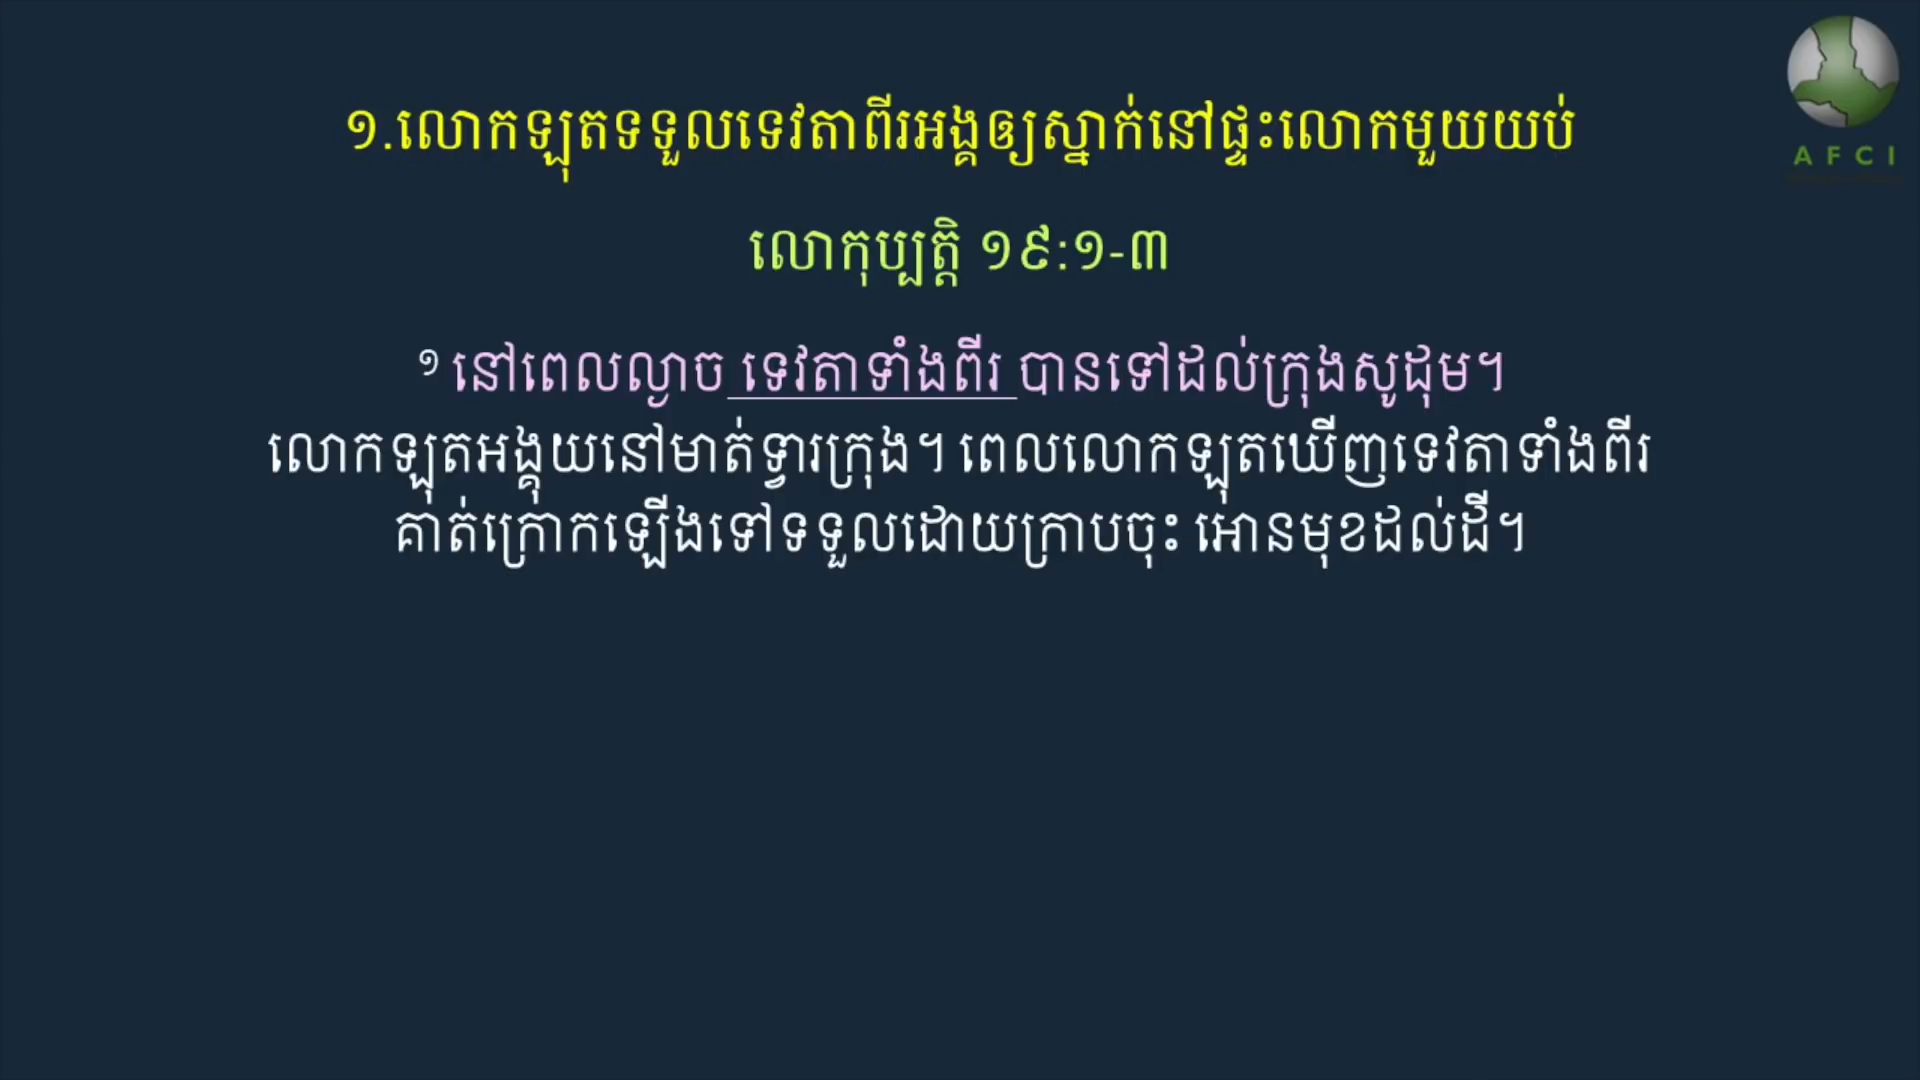 ១.លោកឡុតទទួលទេវតាពីរអង្គឲ្យស្នាក់នៅផ្ទះលោកមួយយប់
AFCI
លោកុប្បត្តិ ១៩:១-៣
១ នៅពេលល្ងាច ទេវតាទាំងពីរ បានទៅដល់ក្រុងសូដុម។
លោកឡុតអង្គុយនៅមាត់ទ្វារក្រុង។ ពេលលោកឡុតឃើញទេវតាទាំងពីរ
គាត់ក្រោកឡើងទៅទទួលដោយក្រាបចុះ អោនមុខដល់ដី។